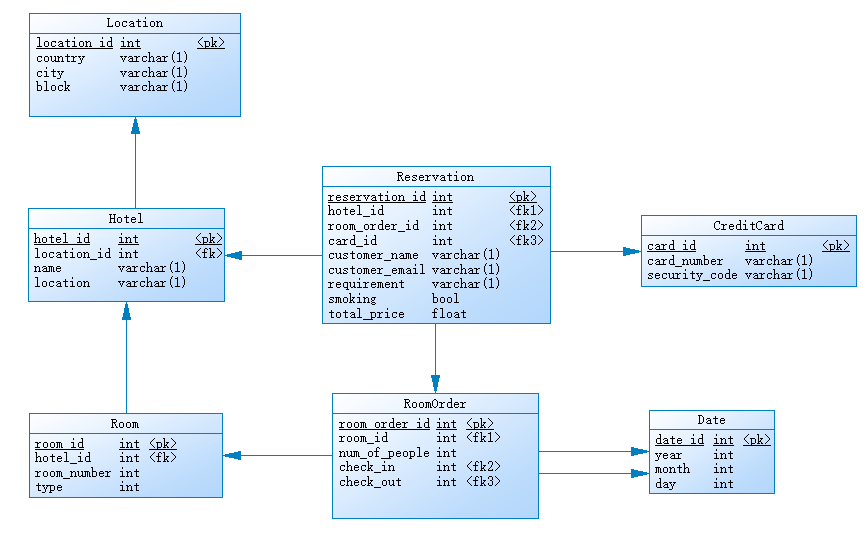 Location
location_id int <pk>
country varchar(1)
city varchar(1)
block varchar(1)
Reservation
reservation_id int <pk>
hotel_id int <fk1>
room_order_id int <fk2>
card_id int <fk3>
customer_name varchar(1)
customer_email varchar(1)
requirement varchar(1)
smoking bool
total_price float
Hotel
hotel_id int <pk>
location_id int <fk>
name varchar(1)
location varchar(1)
CreditCard
card_id int <pk>
card_number varchar(1)
security_code varchar(1)
Room
room_id int <pk>
hotel_id int <fk>
room_number int
type int
RoomOrder
room_order_id int <pk>
room_id int <fk1>
num_of_people int
check_in int <fk2>
check_out int <fk3>
Date
date_id int <pk>
year int
month int
day int